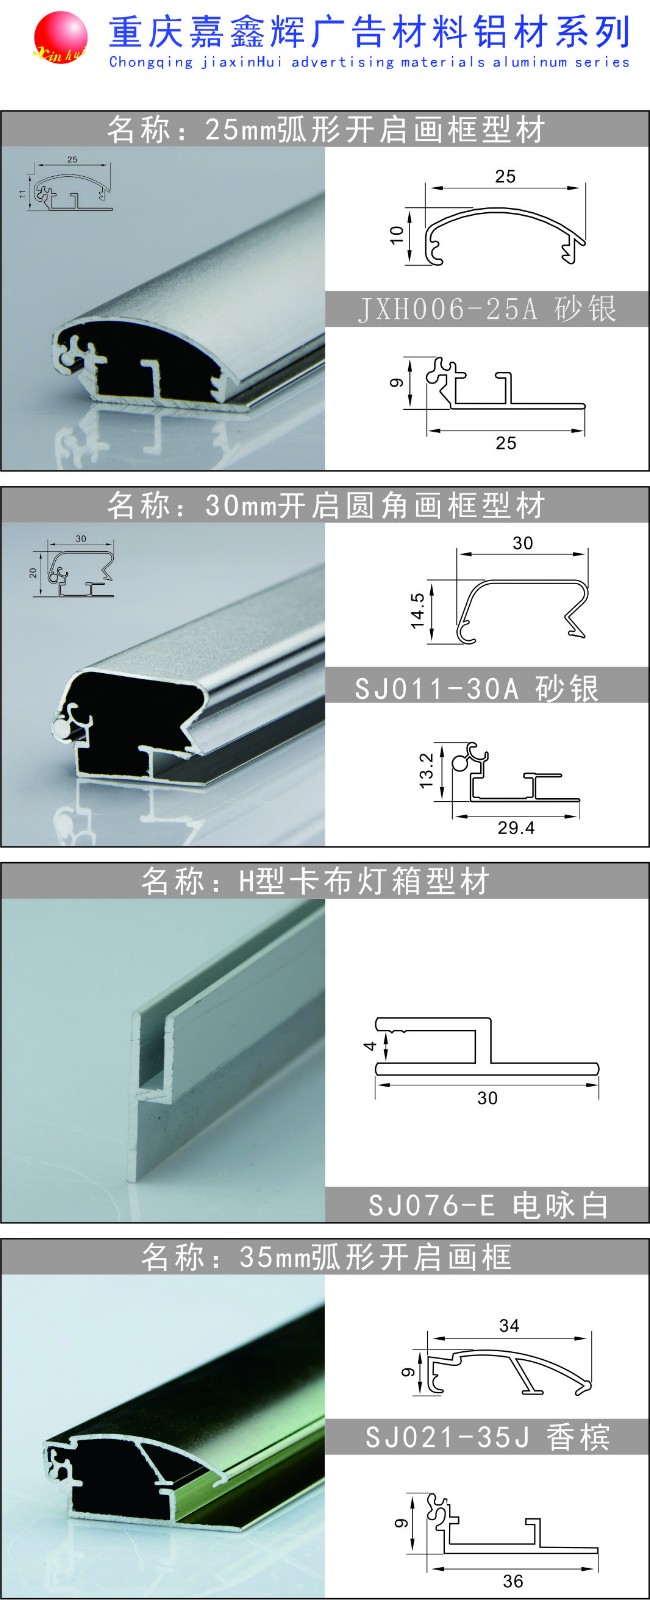 xinhui
重庆嘉鑫辉广告材料铝材系列
Chongqing jiaxinHui advertising materials aluminum series
名称：25mm弧形开启画框型材
25
11
25
10
JXH006-25A 砂银
9
25
名称：30mm开启圆角画框型材
30
20
30
14.5
SJ011-30A 砂银
13.2
29.4
名称：H型卡布灯箱型材
4
30
SJ076-E 电咏白
名称：35mm弧形开启画框
34
9
SJ021-35J 香槟
9
36